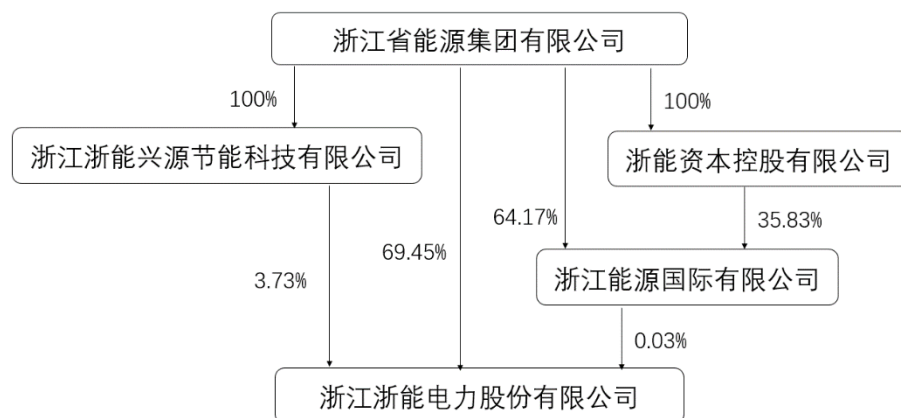 浙江省能源集团有限公司
100%
100%
浙江浙能兴源节能科技有限公司
浙能资本控股有限公司
64.17%
35.83%
69.45%
3.73%
浙江能源国际有限公司
0.03%
浙江浙能电力股份有限公司